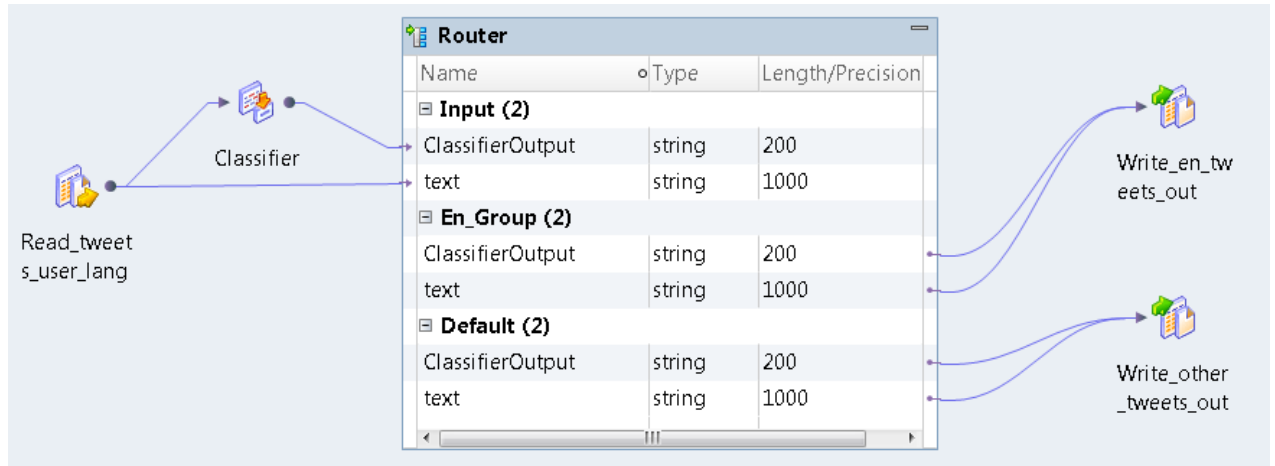 Router
Name Type Length/Precision
Input (2)
ClassifierOutput string 200
text string 1000
En_Group (2)
ClassifierOutput string 200
text string 1000
Default (2)
ClassifierOutput string 200
text string 1000
Classifier
Read_tweet
s_user_lang
Write_en_tw
eets_out
Write_other
_tweets_out